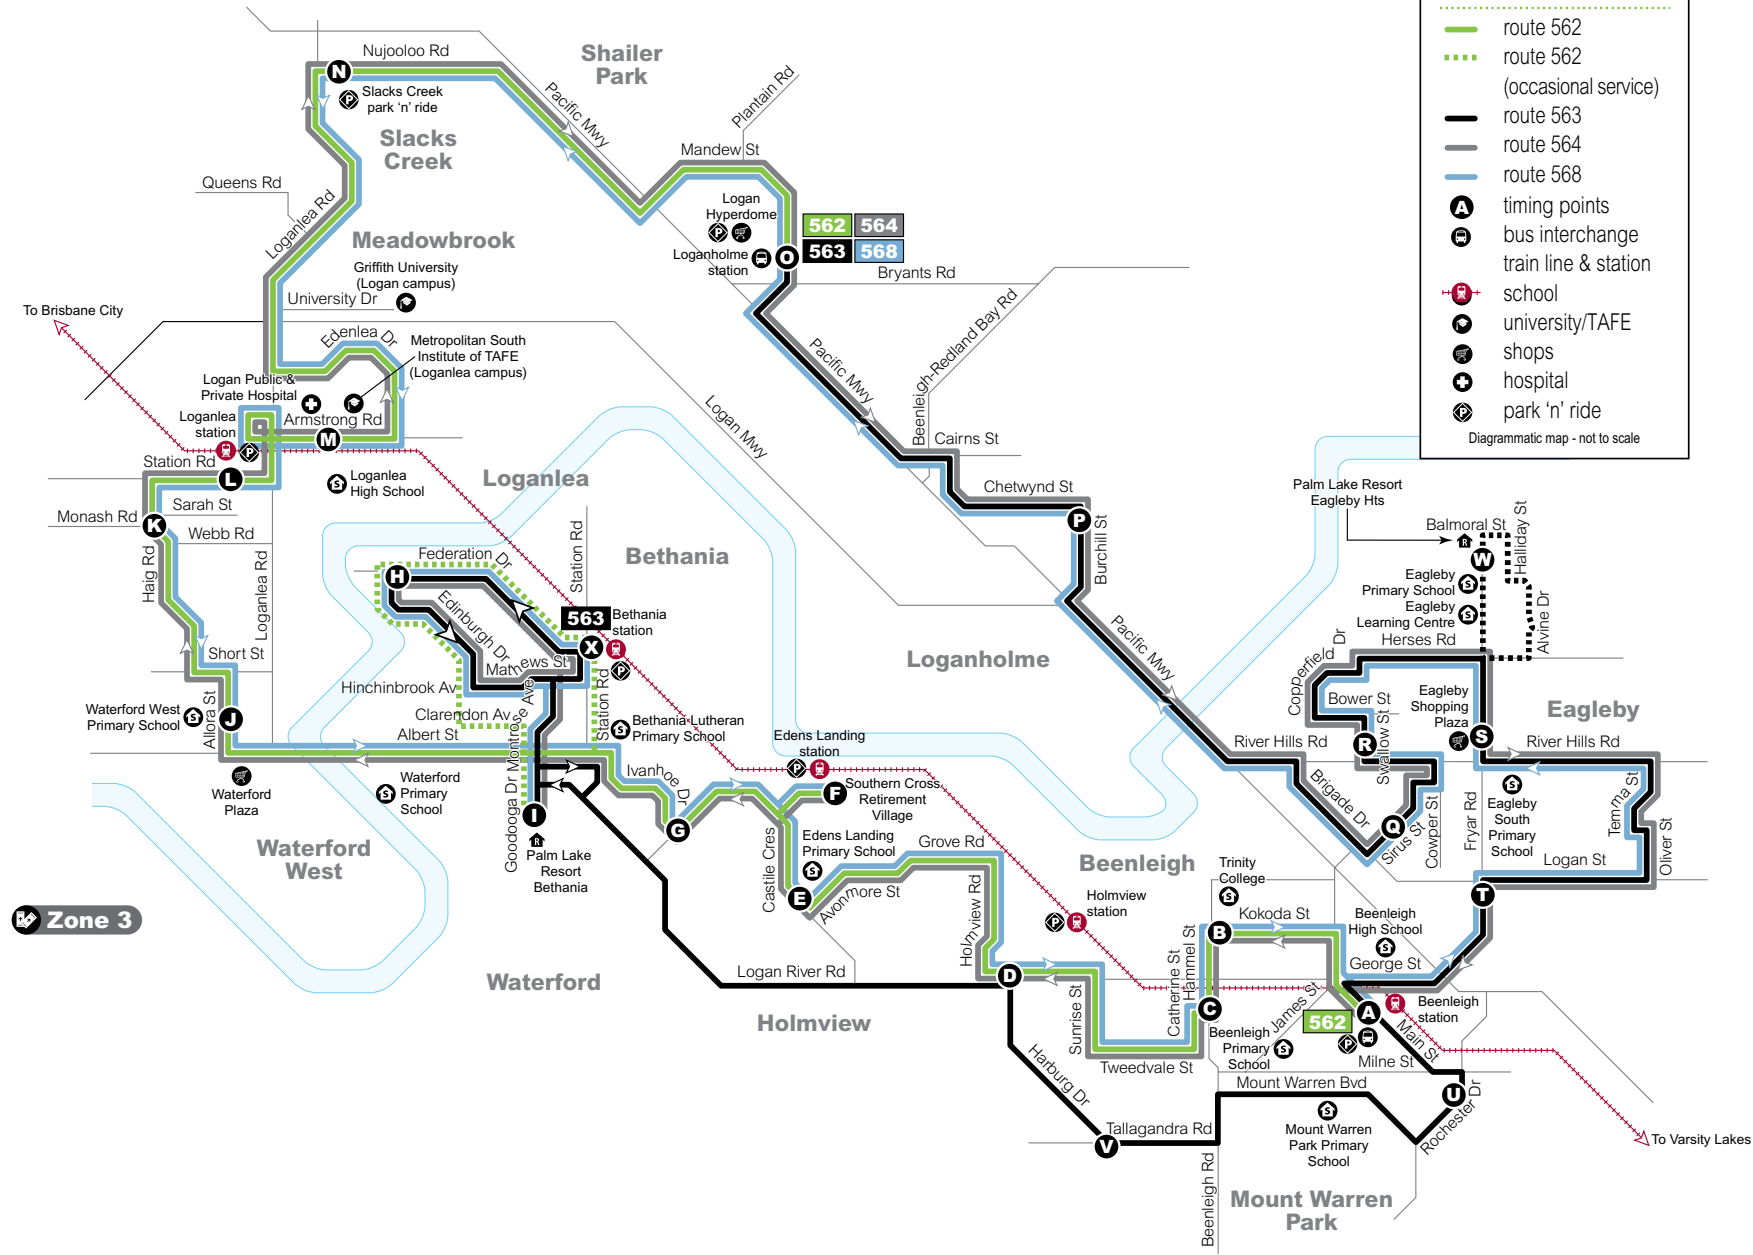 route 562
route 562
(occasional service)
route 563
route 564
route 568
A timing points
bus interchange
train line & station
school
university/TAFE
shops
hospital
park 'n' ride
Diagrammatic map - not to scale
Nujooloo Rd
N
Slacks Creek
park 'n' ride
Slacks
Creek
Shailer
Park
Pacific Mwy
Plantain Rd
Mandew St
Queens Rd
Loganlea Rd
Logan
Hyperdome
Loganholme
station
O
562 564
563 568
Bryants Rd
Meadowbrook
Griffith University
(Logan campus)
University Dr
To Brisbane City
Edenlea Dr
Metropolitan South
Institute of TAFE
(Loganlea campus)
Logan Public &
Private Hospital
Loganlea
station
Armstrong Rd
M
Station Rd
L
Loganlea
High School
Loganlea
Sarah St
Monash Rd
K
Webb Rd
Haig Rd
Loganlea Rd
Short St
Allora St
Waterford West
Primary School
J
Waterford
Plaza
Albert St
Waterford
Primary
School
Waterford
West
Zone 3
Pacific Mwy
Beenleigh-Redland Bay Rd
Logan Mwy
Cairns St
Chetwynd St
P
Burchill St
Pacific Mwy
Loganholme
Bethania
Station Rd
Federation Dr
H
Edinburgh Dr
Mathews St
563
Bethania
station
X
Hinchinbrook Av
Clarendon Av
Montrose Ave
Station Rd
Goodooga Dr
I
Palm Lake
Resort
Bethania
Bethania Lutheran
Primary School
Ivanhoe Dr
G
Edens Landing
station
Southern Cross
Retirement
Village
F
Castile Cres
Edens Landing
Primary School
E
Avonmore St
Grove Rd
Holmview Rd
Waterford
Logan River Rd
Holmview
D
Harburg Dr
V
Tallagandra Rd
Sunrise St
Tweedvale St
Catherine St
Hammel St
C
B
Holmview
station
Beenleigh
Trinity
College
Kokoda St
Beenleigh
High School
George St
James St
562
A
Beenleigh
station
Beenleigh
Primary
School
Main St
Milne St
Mount Warren Bvd
U
Rochester Dr
Mount Warren
Park Primary
School
Beenleigh Rd
Mount Warren
Park
To Varsity Lakes
Palm Lake Resort
Eagleby Hts
Balmoral St
Halliday St
W
Eagleby
Primary School
Eagleby
Learning Centre
Alvine Dr
Herses Rd
Copperfield Dr
Bower St
Eagleby
Shopping
Plaza
Eagleby
R
Swallow St
S
River Hills Rd
River Hills Rd
Brigade Dr
Q
Sirus St
Cowper St
Fryar Rd
Eagleby
South
Primary
School
Temma St
Oliver St
Logan St
T